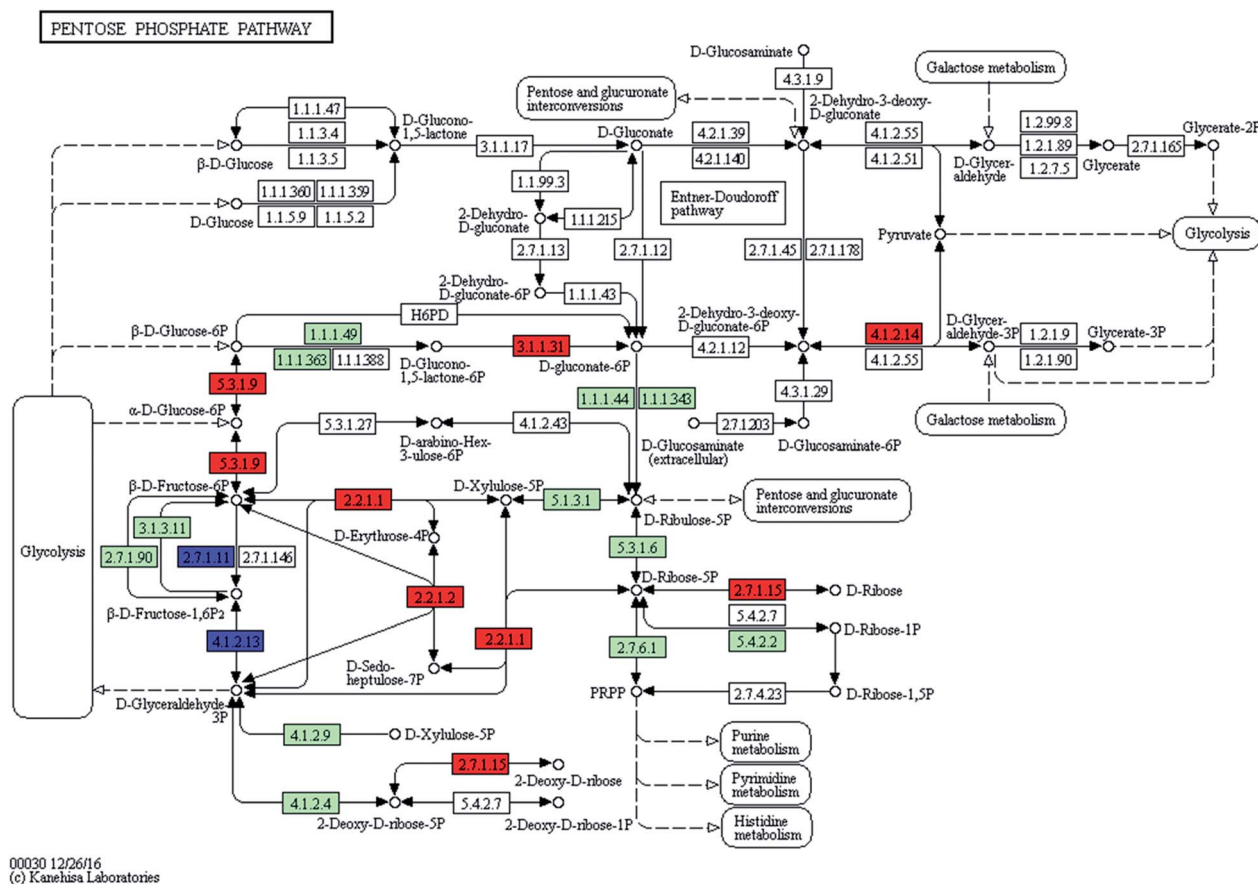 PENTOSE PHOSPHATE PATHWAY
D-Glucosaminate
4.3.1.9
Pentose and glucuronate
interconversions
2-Dehydro-3-deoxy-
D-gluconate
Galactose metabolism
1.1.1.47
1.1.3.4
1.1.3.5
β-D-Glucose
D-Glucono-
1,5-lactone
3.1.1.17
D-Gluconate
4.2.1.39
4.2.1.140
4.1.2.55
4.1.2.51
D-Glycer-
aldehyde
1.2.99.8
1.2.1.89
1.2.7.5
Glycerate
2.7.1.165
Glycerate-2P
1.1.1.360
1.1.1.359
1.1.5.9
1.1.5.2
D-Glucose
1.1.99.3
2-Dehydro-
D-gluconate
1.1.1.215
Entner-Doudoroff
pathway
Pyruvate
Glycolysis
2.7.1.13
2.7.1.12
2.7.1.45
2.7.1.178
2-Dehydro-
D-gluconate-6P
1.1.1.43
H6PD
β-D-Glucose-6P
1.1.1.49
1.1.1.363
1.1.1.388
D-Glucono-
1,5-lactone-6P
3.1.1.31
D-gluconate-6P
2-Dehydro-3-deoxy-
D-gluconate-6P
4.2.1.12
4.1.2.14
4.1.2.55
D-Glycer-
aldehyde-3P
1.2.1.9
1.2.1.90
Glycerate-3P
5.3.1.9
α-D-Glucose-6P
1.1.1.44
1.1.1.343
4.3.1.29
Galactose metabolism
5.3.1.27
D-arabino-Hex-
3-ulose-6P
4.1.2.43
D-Glucosaminate
(extracellular)
2.7.1.203
D-Glucosaminate-6P
5.3.1.9
β-D-Fructose-6P
2.2.1.1
D-Xylulose-5P
5.1.3.1
D-Ribulose-5P
Pentose and glucuronate
interconversions
Glycolysis
3.1.3.11
2.7.1.90
2.7.1.11
2.7.1.146
D-Erythrose-4P
5.3.1.6
β-D-Fructose-1,6P2
2.2.1.2
D-Ribose-5P
2.7.1.15
D-Ribose
5.4.2.7
5.4.2.2
D-Ribose-1P
4.1.2.13
2.2.1.1
2.7.6.1
D-Sedo-
heptulose-7P
D-Glyceraldehyde-
3P
PRPP
2.7.4.23
D-Ribose-1,5P
4.1.2.9
D-Xylulose-5P
Purine
metabolism
2.7.1.15
2-Deoxy-D-ribose
Pyrimidine
metabolism
4.1.2.4
2-Deoxy-D-ribose-5P
5.4.2.7
2-Deoxy-D-ribose-1P
Histidine
metabolism
00030 12/26/16
(c) Kanehisa Laboratories